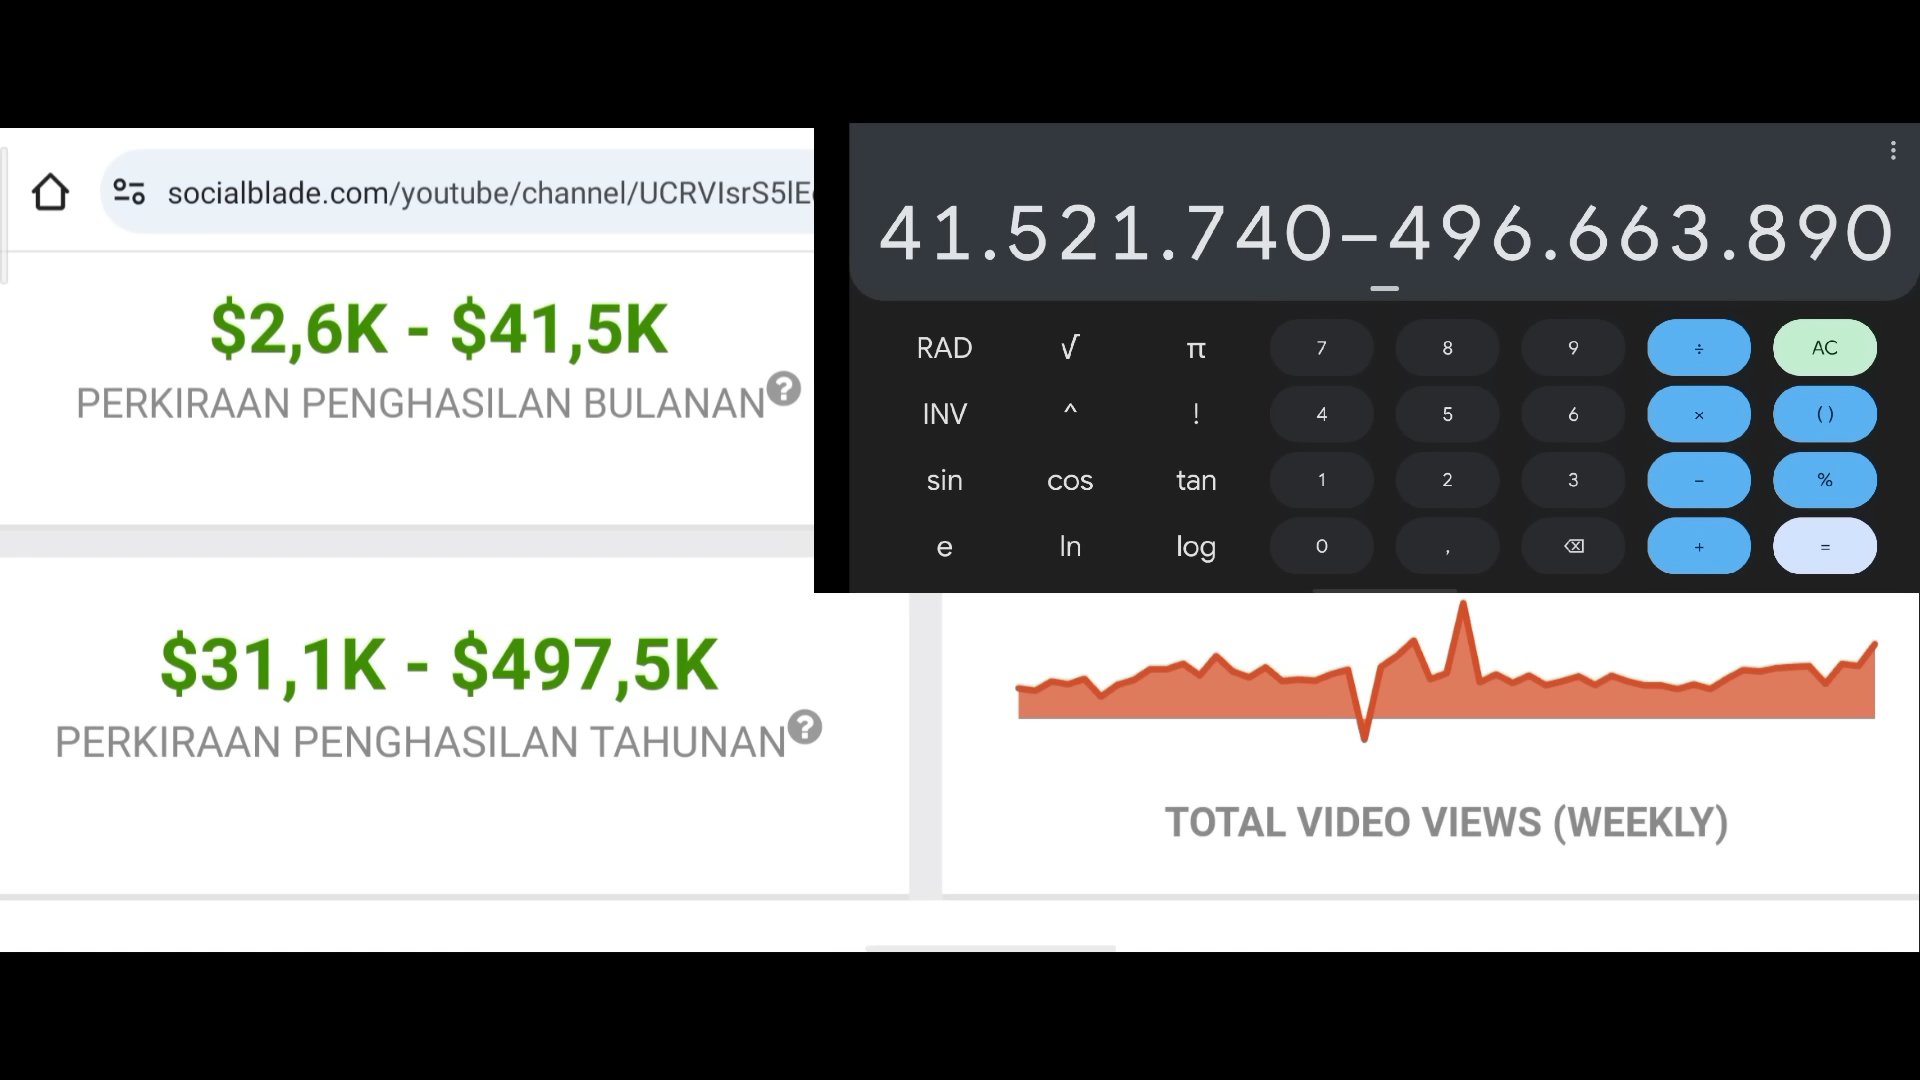 socialblade.com/youtube/channel/UCRVIsrS5lE
$2,6K - $41,5K
PERKIRAAN PENGHASILAN BULANAN?
$31,1K - $497,5K
PERKIRAAN PENGHASILAN TAHUNAN?
41.521.740–496.663.890
RAD √ π 7 8 9 ÷ AC
INV ^ ! 4 5 6 × ( )
sin cos tan 1 2 3 − %
e ln log 0 , + =
TOTAL VIDEO VIEWS (WEEKLY)